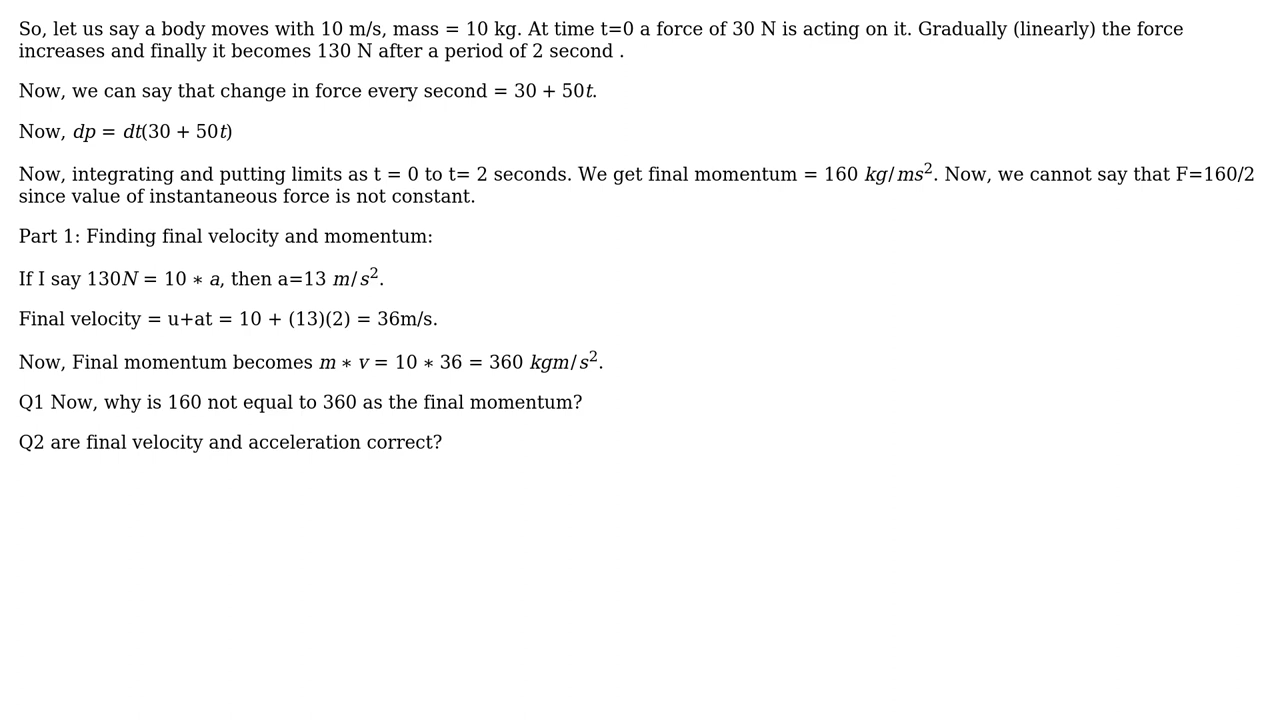 So, let us say a body moves with 10 m/s, mass = 10 kg. At time t=0 a force of 30 N is acting on it. Gradually (linearly) the force
increases and finally it becomes 130 N after a period of 2 second .
Now, we can say that change in force every second = 30 + 50t.
Now, dp = dt(30 + 50t)
Now, integrating and putting limits as t = 0 to t= 2 seconds. We get final momentum = 160 kg/ms². Now, we cannot say that F=160/2
since value of instantaneous force is not constant.
Part 1: Finding final velocity and momentum:
If I say 130N = 10 ∗ a, then a=13 m/s².
Final velocity = u+at = 10 + (13)(2) = 36m/s.
Now, Final momentum becomes m ∗ v = 10 ∗ 36 = 360 kgm/s².
Q1 Now, why is 160 not equal to 360 as the final momentum?
Q2 are final velocity and acceleration correct?